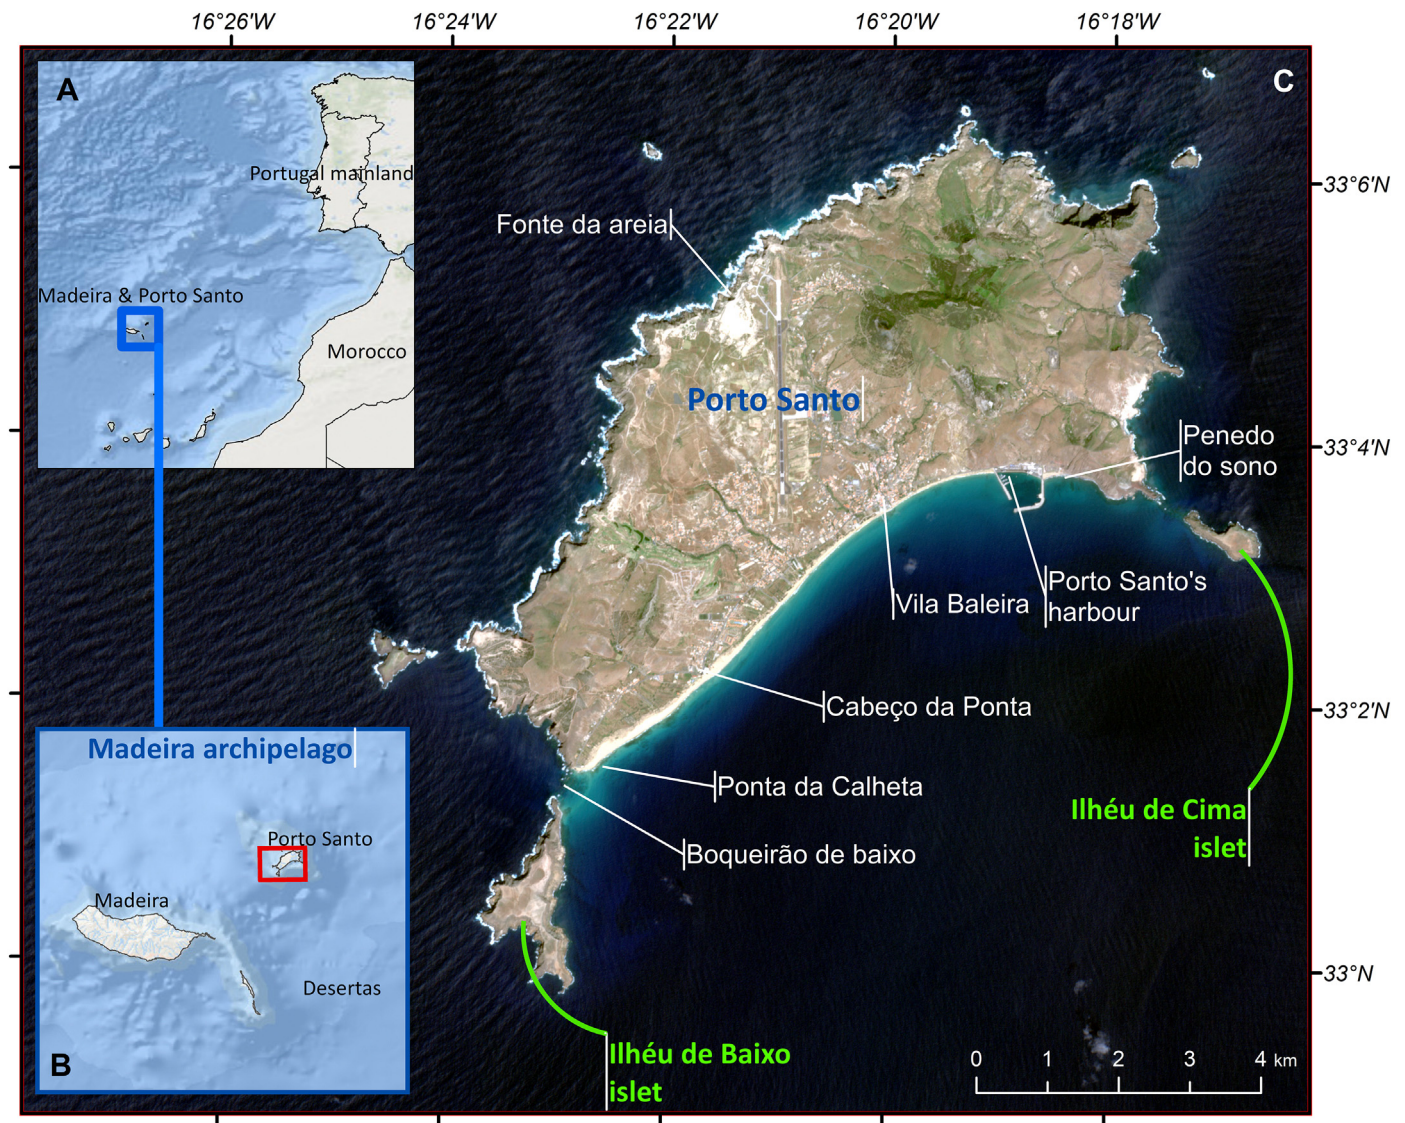 16°26'W
16°24'W
16°22'W
16°20'W
16°18'W
A
C
Portugal mainland
33°6'N
Fonte da areia
Madeira & Porto Santo
Morocco
Porto Santo
Penedo
do sono
33°4'N
Porto Santo's
harbour
Vila Baleira
Cabeço da Ponta
33°2'N
Madeira archipelago
Ponta da Calheta
Ilhéu de Cima
islet
Porto Santo
Boqueirão de baixo
Madeira
Desertas
33°N
Ilhéu de Baixo
islet
B
0 1 2 3 4 km